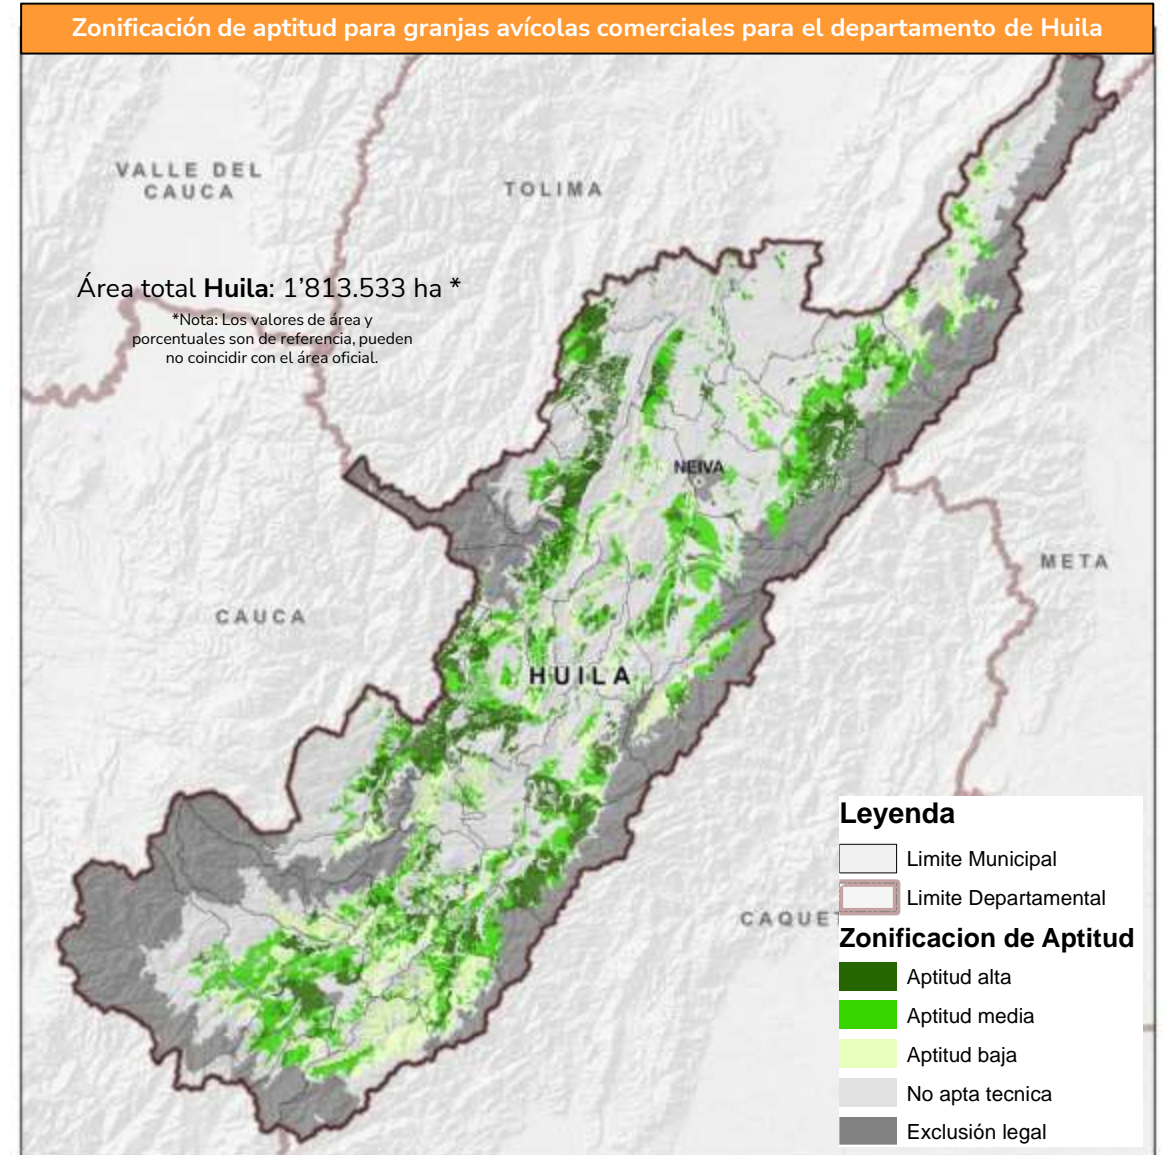 Zonificación de aptitud para granjas avícolas comerciales para el departamento de Huila
VALLE DEL
CAUCA
TOLIMA
Área total Huila: 1'813.533 ha *
*Nota: Los valores de área y
porcentuales son de referencia, pueden
no coincidir con el área oficial.
NEIVA
META
CAUCA
HUILA
CAQUET
Leyenda
Limite Municipal
Limite Departamental
Zonificacion de Aptitud
Aptitud alta
Aptitud media
Aptitud baja
No apta tecnica
Exclusión legal